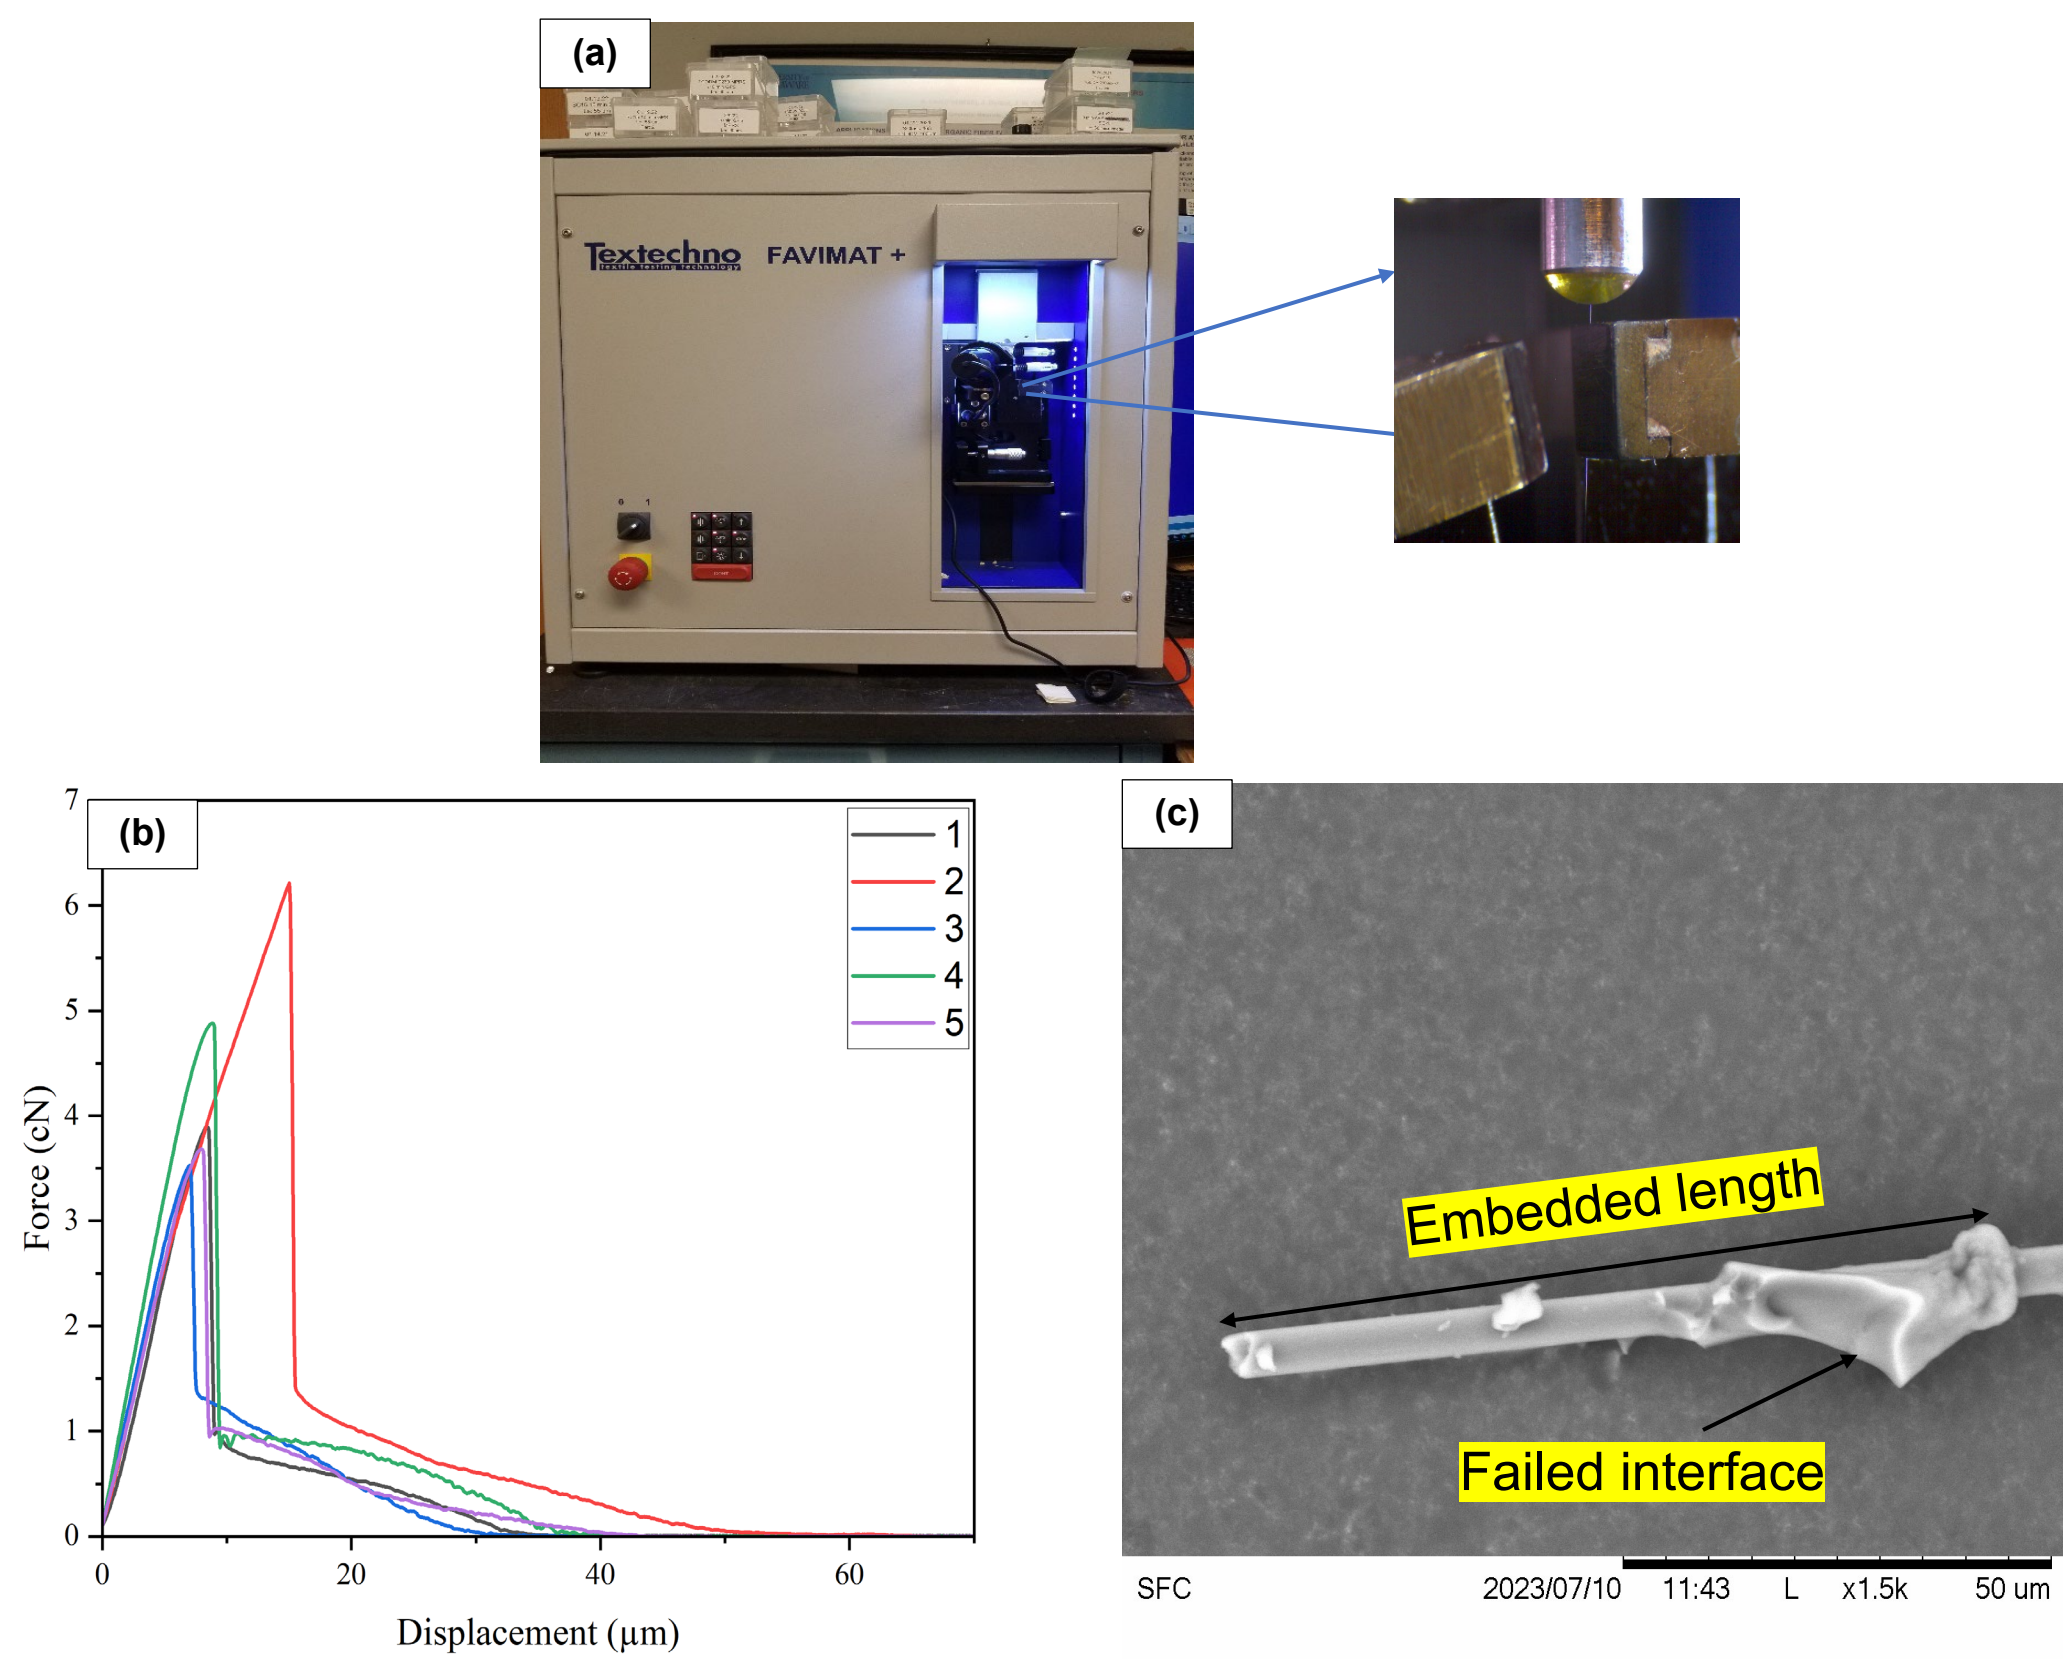 (a)
Textechno
textile testing technology
FAVIMAT +
6 1
(b)
7
6
5
4
3
2
1
0
Force (cN)
0 20 40 60
Displacement (µm)
1
2
3
4
5
(c)
Embedded length
Failed interface
SFC 2023/07/10 11:43 L x1.5k 50 um